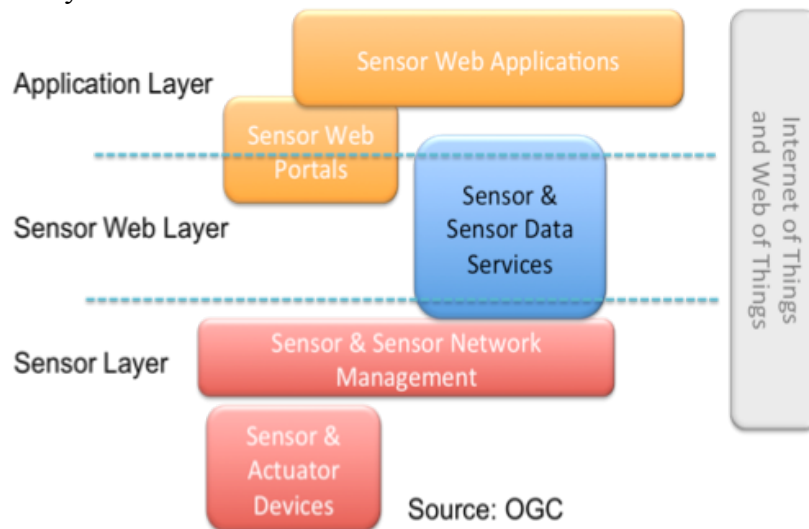 Sensor Web Applications
Application Layer
Sensor Web
Portals
Sensor &
Sensor Data
Services
Sensor Web Layer
Sensor & Sensor Network
Management
Sensor Layer
Sensor &
Actuator
Devices
Source: OGC
Internet of Things
and Web of Things